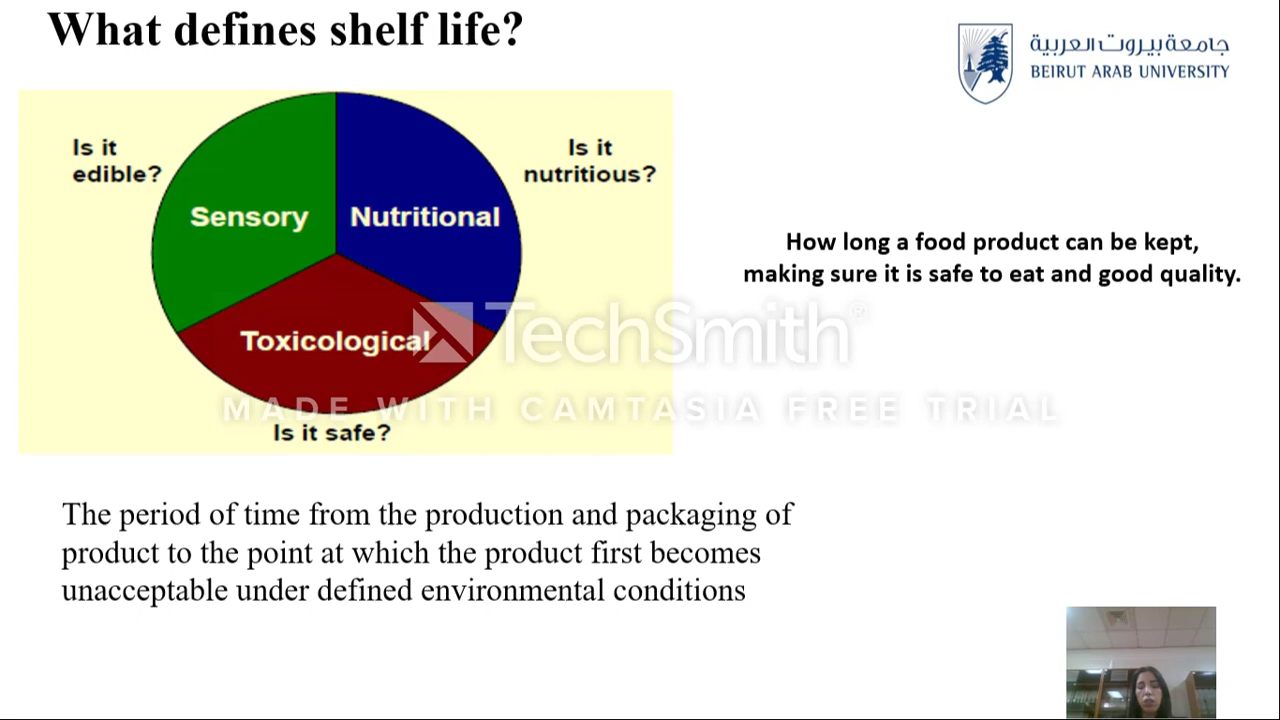 What defines shelf life?
جامعة بيروت العربية
BEIRUT ARAB UNIVERSITY
Is it
edible?
Is it
nutritious?
Sensory
Nutritional
Toxicological
Is it safe?
How long a food product can be kept,
making sure it is safe to eat and good quality.
TechSmith®
MADE WITH CAMTASIA FREE TRIAL
The period of time from the production and packaging of
product to the point at which the product first becomes
unacceptable under defined environmental conditions